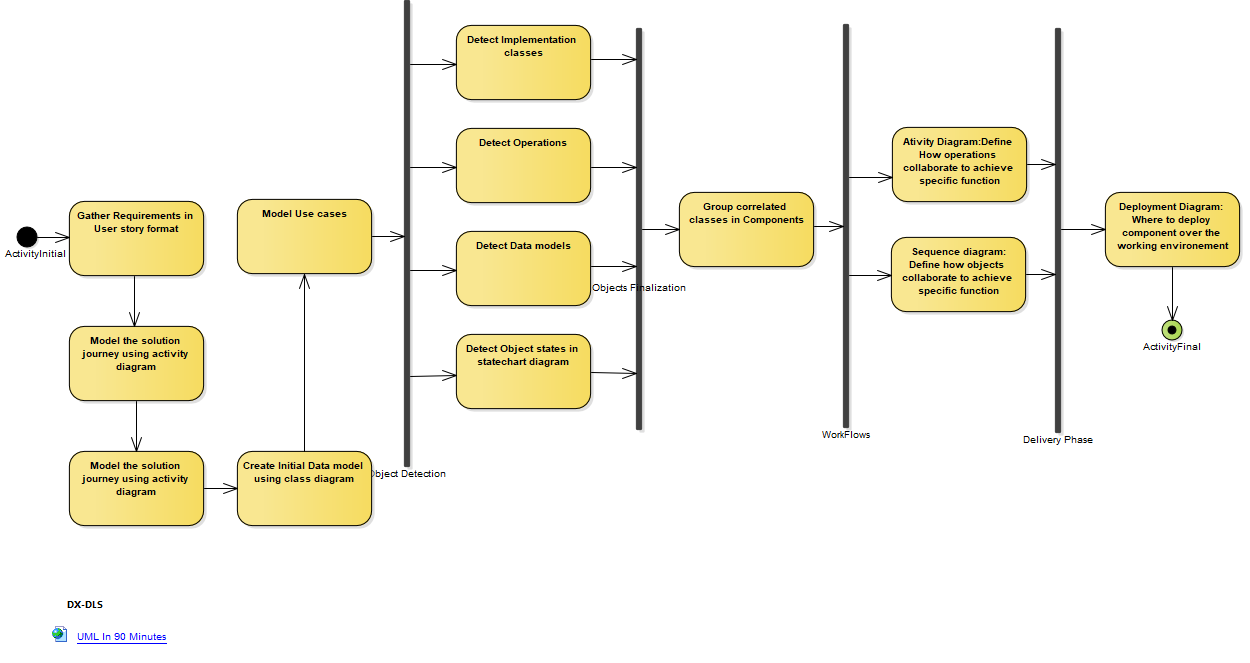 ActivityInitial
Gather Requirements in
User story format
Model the solution
journey using activity
diagram
Model the solution
journey using activity
diagram
Create Initial Data model
using class diagram
Model Use cases
Object Detection
Detect Implementation
classes
Detect Operations
Detect Data models
Detect Object states in
statechart diagram
Objects Finalization
Group correlated
classes in Components
WorkFlows
Ativity Diagram:Define
How operations
collaborate to achieve
specific function
Sequence diagram:
Define how objects
collaborate to achieve
specific function
Delivery Phase
Deployment Diagram:
Where to deploy
component over the
working environement
ActivityFinal
DX-DLS
UML In 90 Minutes